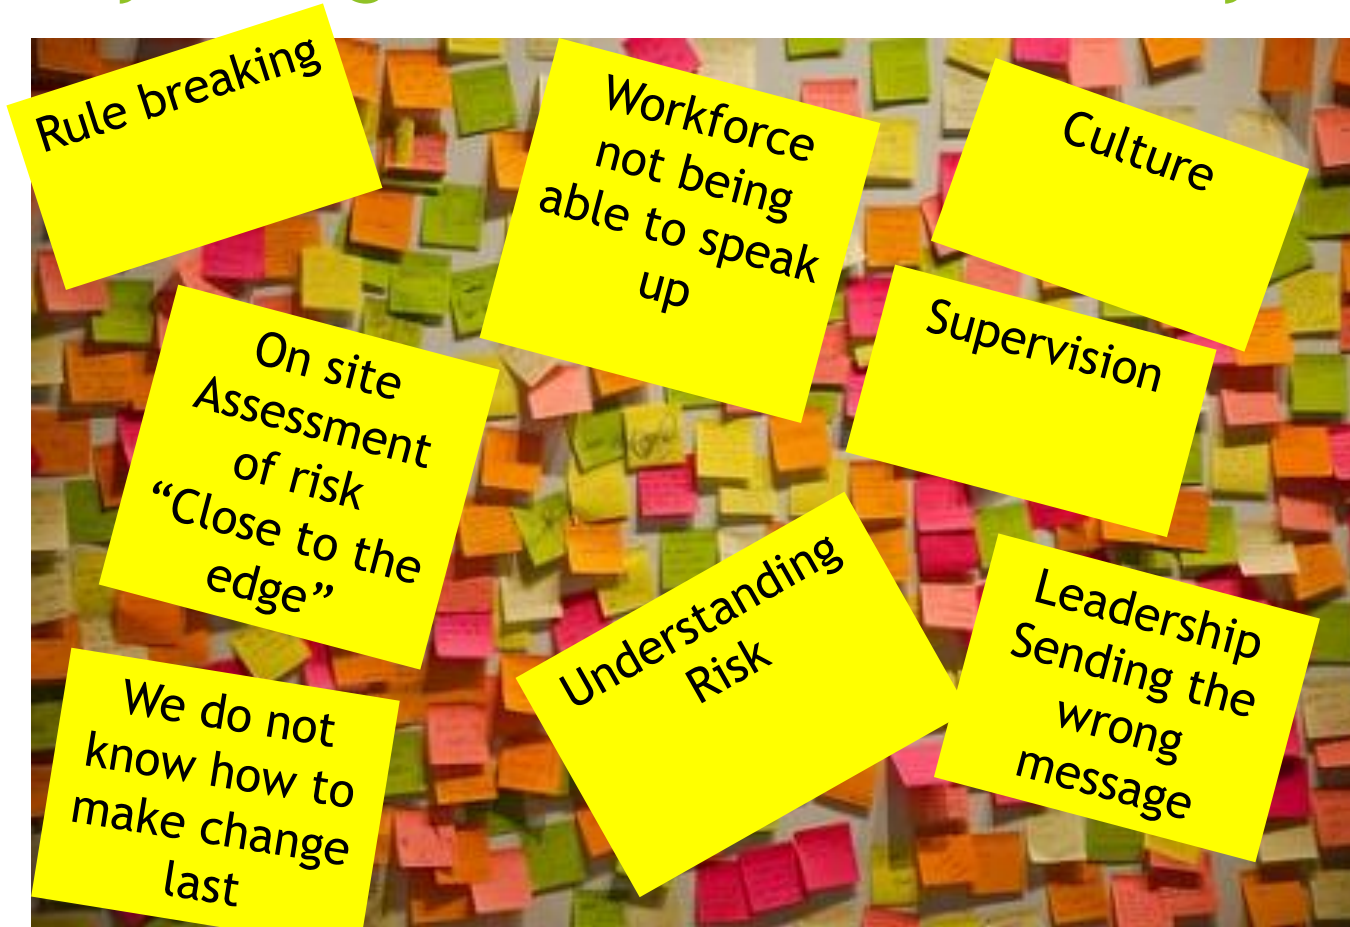 Rule breaking
Workforce
not being
able to speak
up
Culture
Supervision
On site
Assessment
of risk
“Close to the
edge”
Understanding
Risk
Leadership
Sending the
wrong
message
We do not
know how to
make change
last